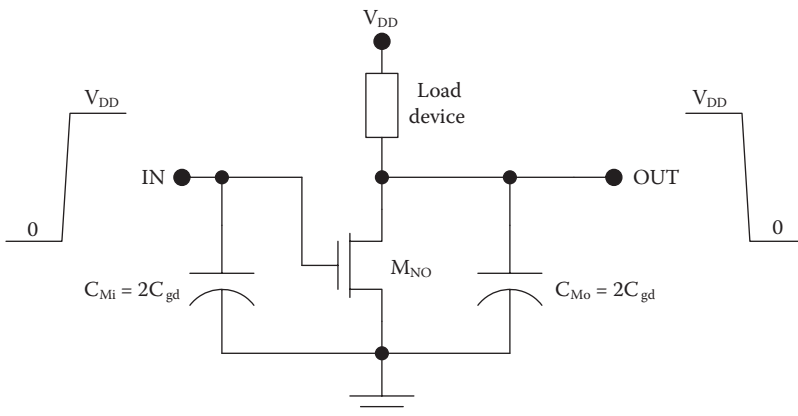 V_DD
Load
device
V_DD
0
IN
OUT
V_DD
0
M_NO
C_Mi = 2C_gd
C_Mo = 2C_gd